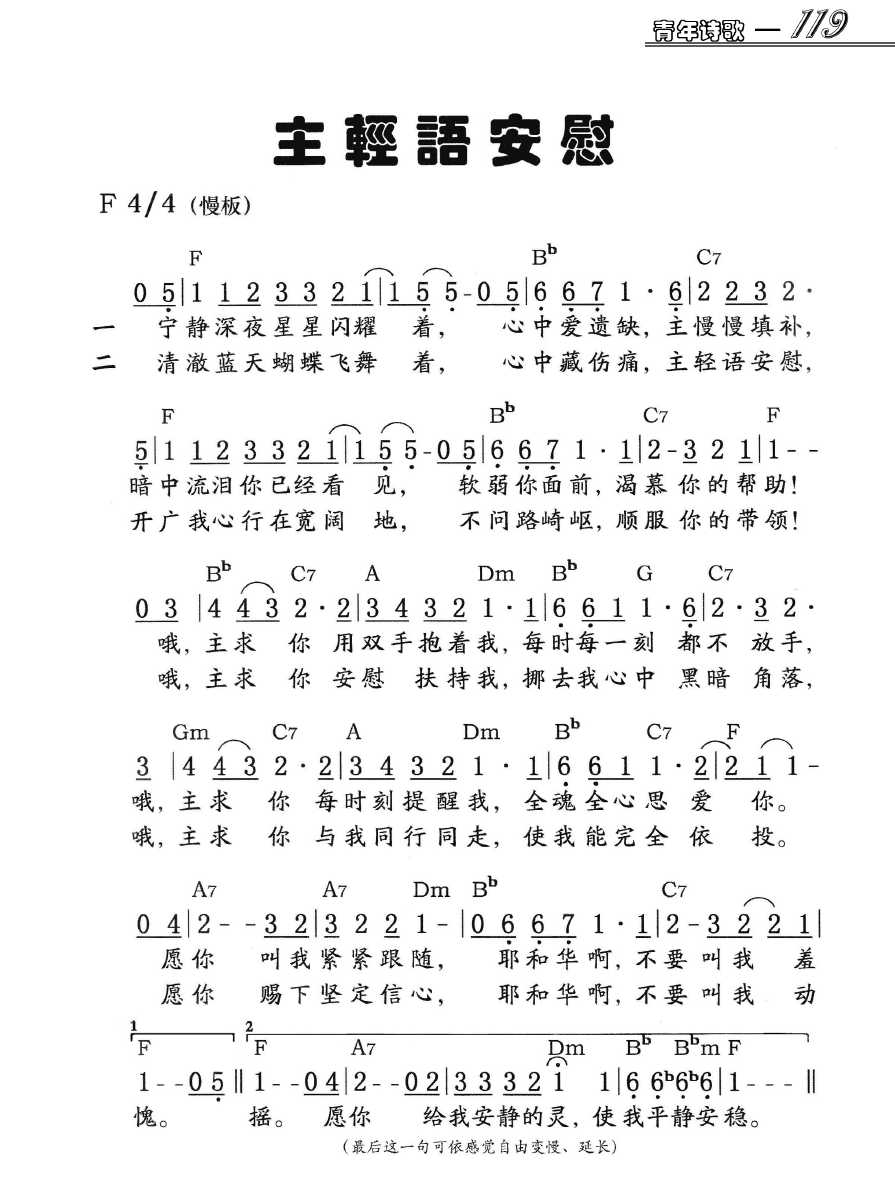 青年诗歌 — 119
主輕語安慰
F 4/4 (慢板)
F B♭ C7
0 5|1 1 2 3 3 2 1|1 5 5-0 5|6 6 7 1·6|2 2 3 2·
一 宁静深夜星星闪耀 着, 心中爱遗缺,主慢慢填补,
二 清澈蓝天蝴蝶飞舞 着, 心中藏伤痛,主轻语安慰,
F B♭ C7 F
5|1 1 2 3 3 2 1|1 5 5-0 5|6 6 7 1·1|2-3 2 1|1--
暗中流泪你已经看 见, 软弱你面前,渴慕你的帮助!
开广我心行在宽阔 地, 不问路崎岖,顺服你的带领!
B♭ C7 A Dm B♭ G C7
0 3|4 4 3 2·2|3 4 3 2 1·1|6 6 1 1·6|2·3 2·
哦,主求 你 用双手抱着我,每时每一刻 都不 放手,
哦,主求 你 安慰 扶持我,挪去我心中 黑暗 角落,
Gm C7 A Dm B♭ C7 F
3 |4 4 3 2·2|3 4 3 2 1·1|6 6 1 1·2|2 1 1-
哦,主求 你 每时刻提醒我, 全魂全心思 爱 你。
哦,主求 你 与我同行同走, 使我能完全 依 投。
A7 A7 Dm B♭ C7
0 4|2--3 2|3 2 2 1-|0 6 6 7 1·1|2-3 2 2 1|
愿你 叫我紧紧跟随, 耶和华啊,不要叫我 羞
愿你 赐下坚定信心, 耶和华啊,不要叫我 动
1 2
F F A7 Dm B♭ B♭m F
1--0 5‖1--0 4|2--0 2|3 3 3 2 1 1|6 6♭6♭6|1---‖
愧。 摇。 愿你 给我安静的灵,使我平静安稳。
(最后这一句可依感觉自由变慢、延长)